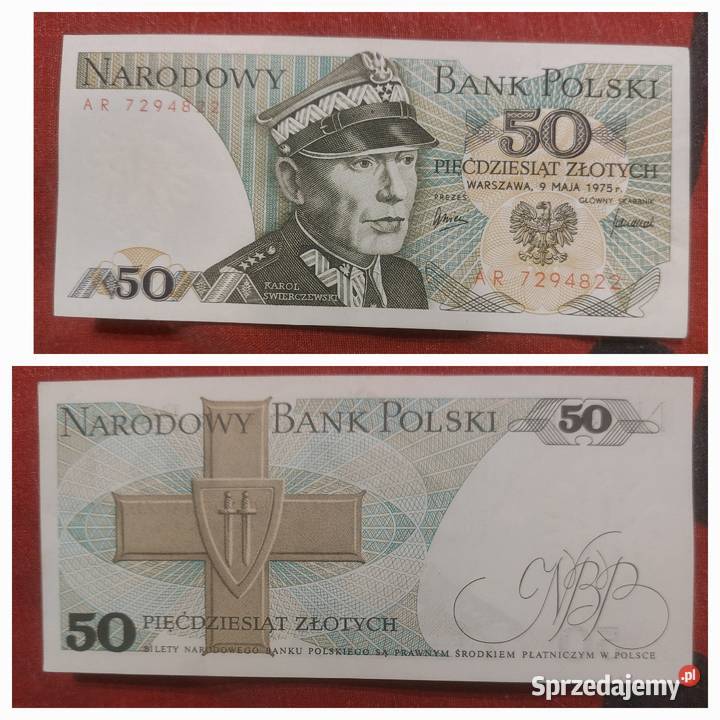 NARODOWY BANK POLSKI
AR 7294822
50
PIĘĆDZIESIĄT ZŁOTYCH
WARSZAWA, 9 MAJA 1975 r.
PREZES GŁÓWNY SKARBNIK
AR 7294822
50
KAROL
ŚWIERCZEWSKI
NARODOWY BANK POLSKI
50
NBP
50 PIĘĆDZIESIĄT ZŁOTYCH
BILETY NARODOWEGO BANKU POLSKIEGO SĄ PRAWNYM ŚRODKIEM PŁATNICZYM W POLSCE
Sprzedajemy.pl